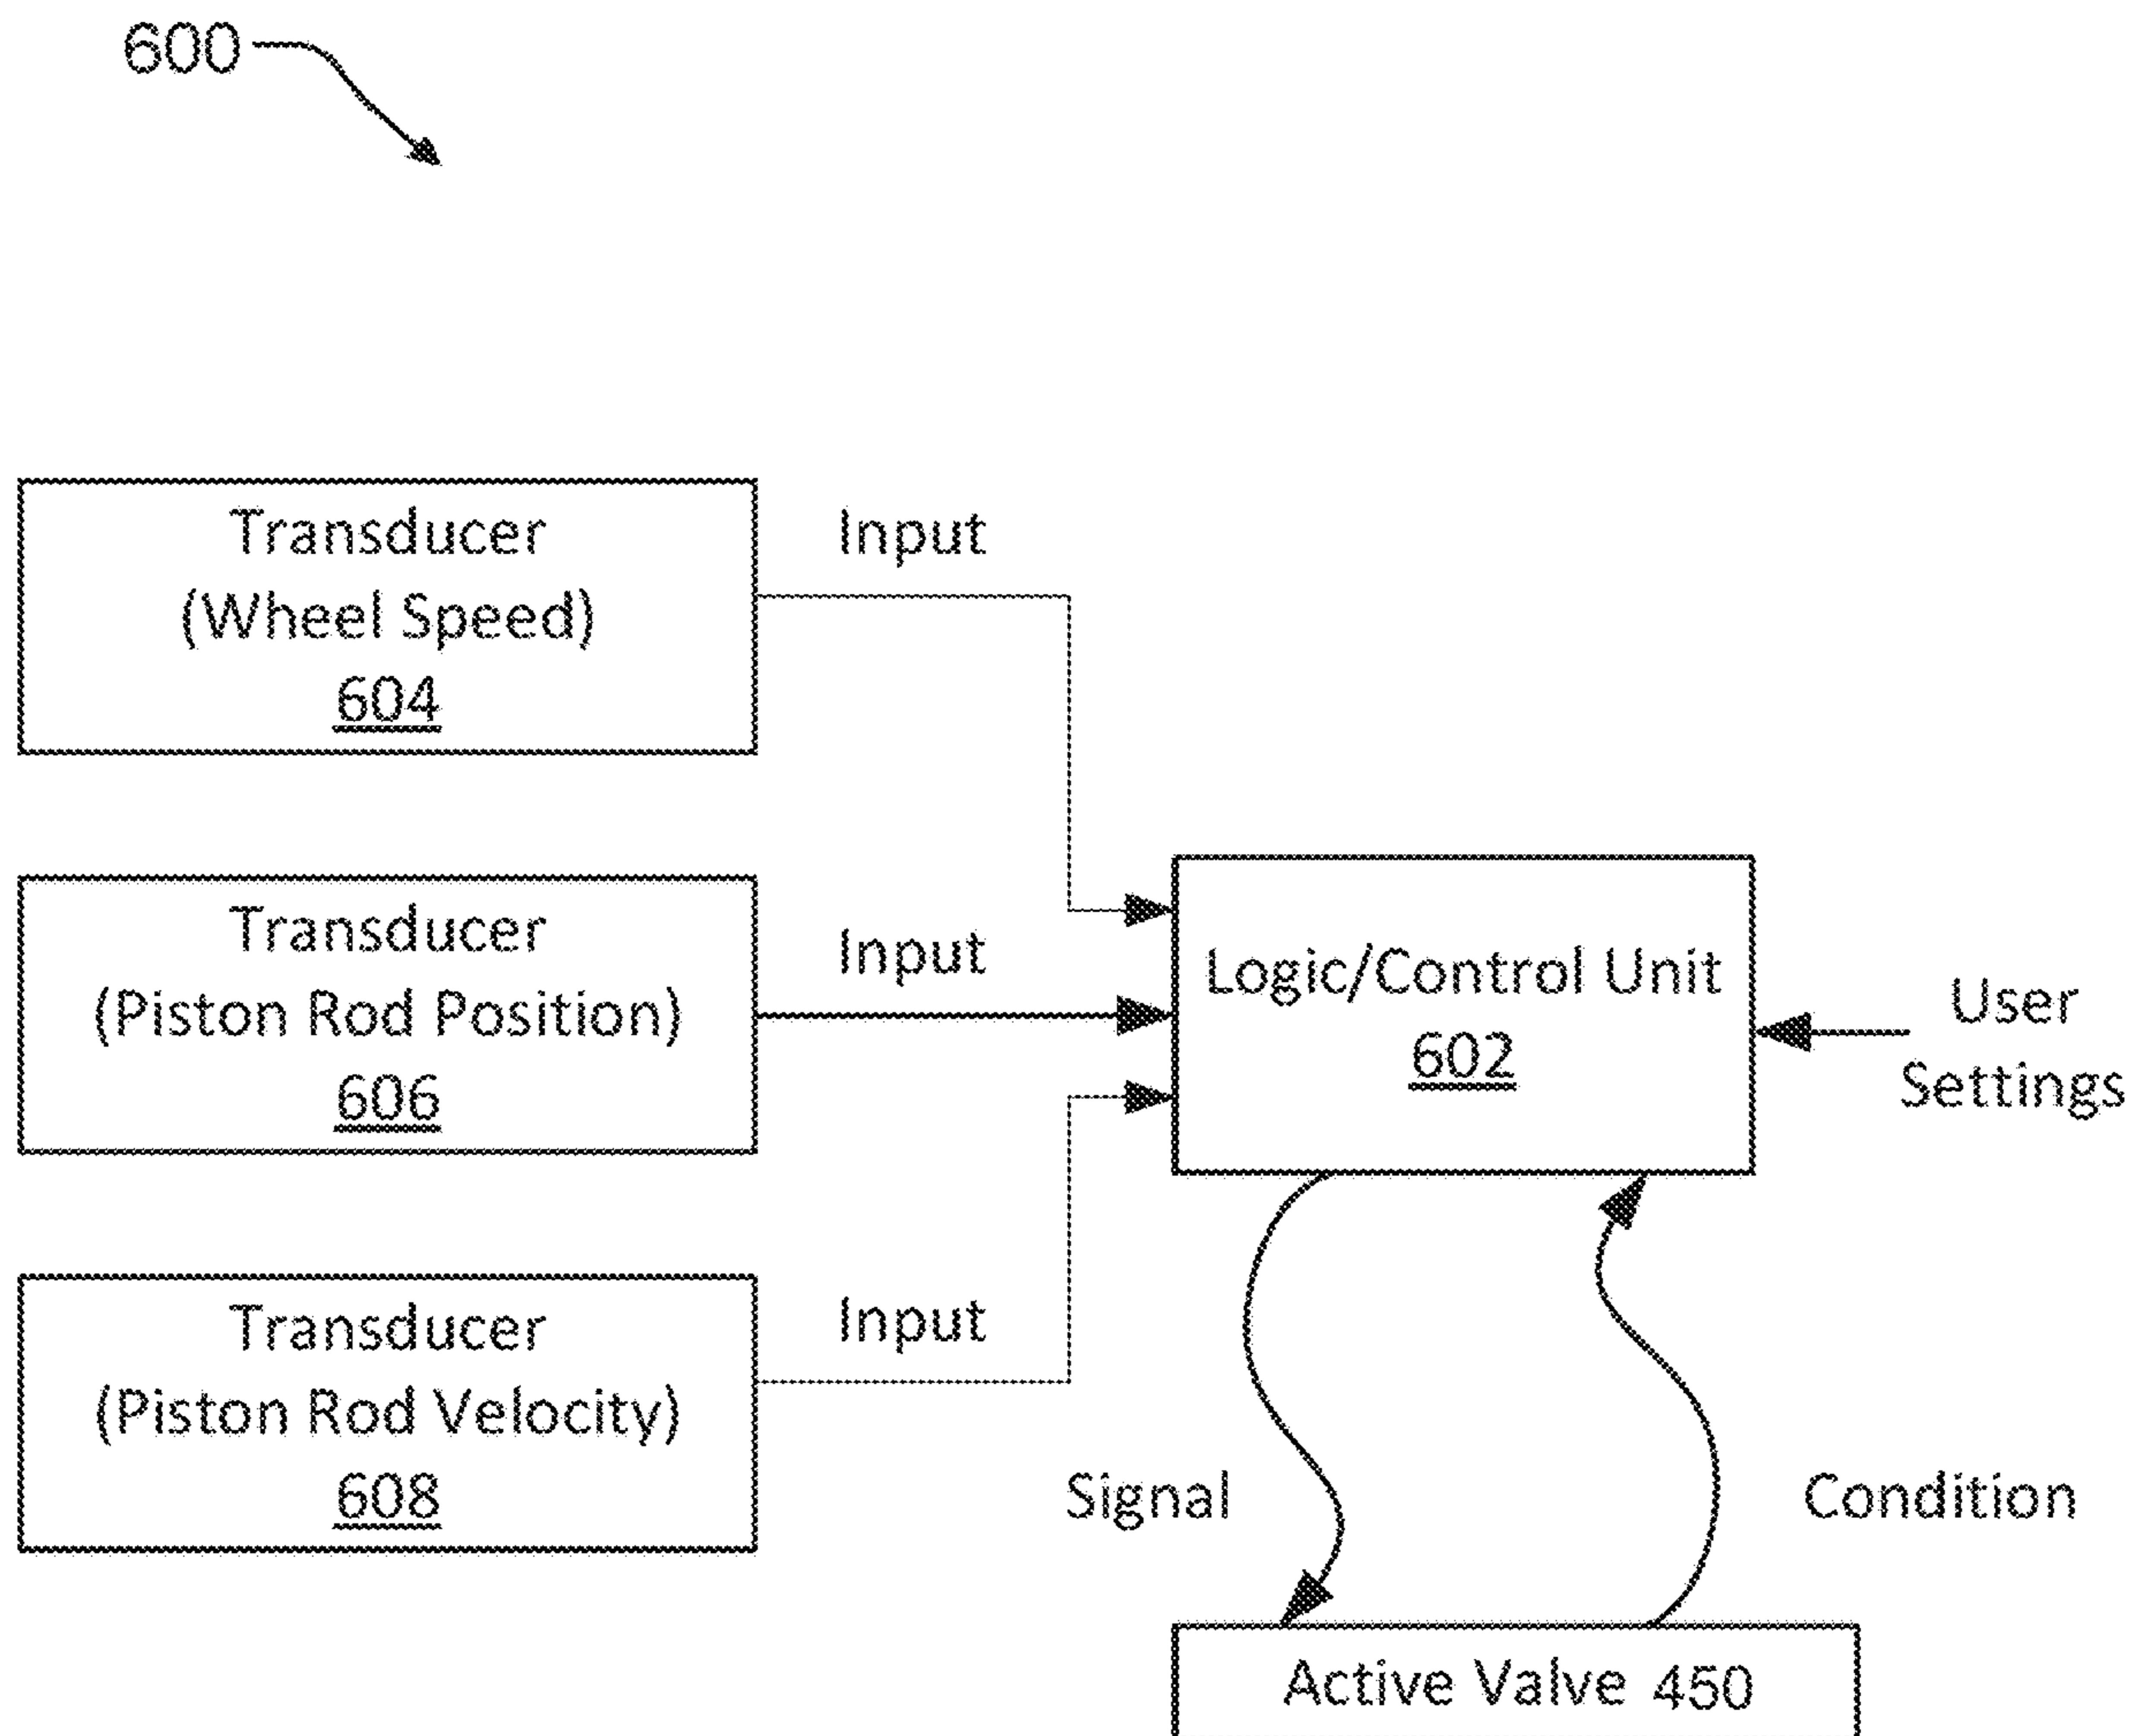 600
Transducer
(Wheel Speed)
604
Input
Transducer
(Piston Rod Position)
606
Input
Logic/Control Unit
602
User
Settings
Transducer
(Piston Rod Velocity)
608
Input
Signal
Condition
Active Valve 450